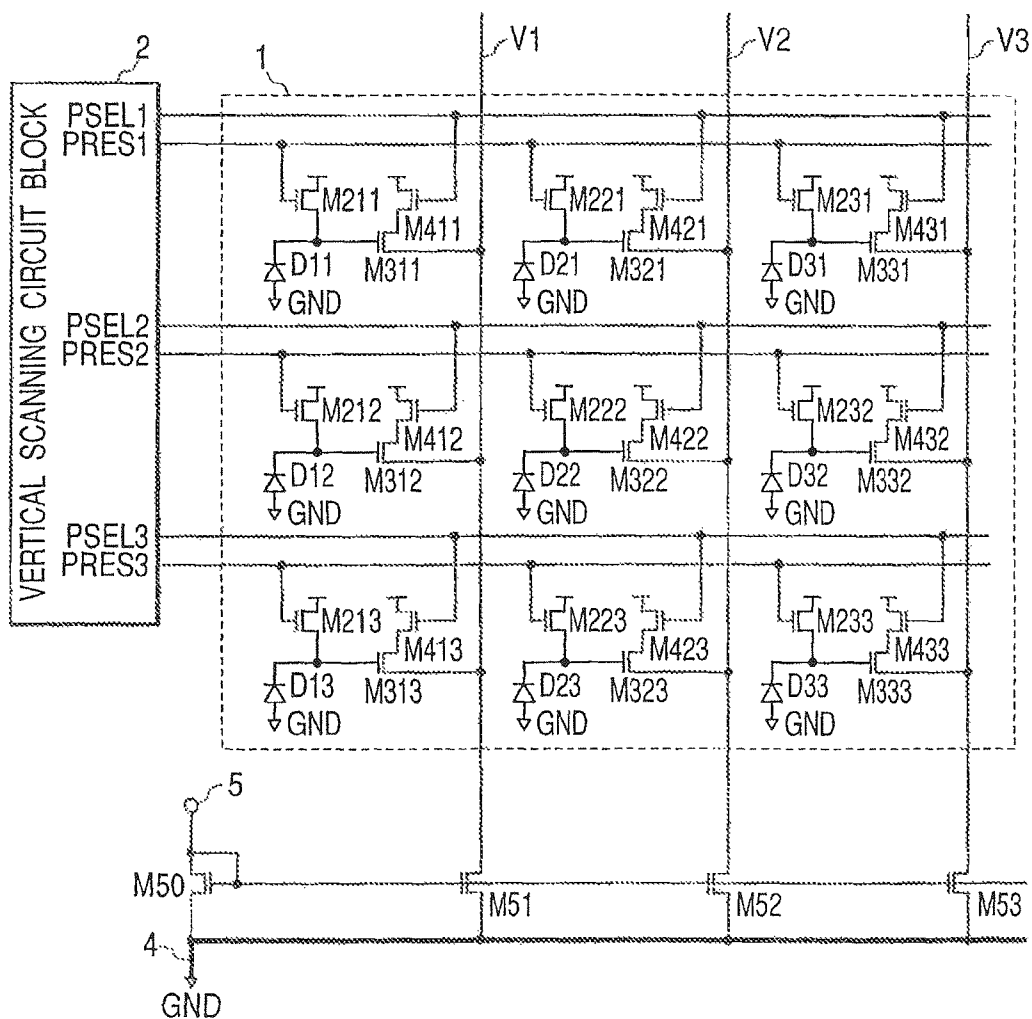 V1
V2
V3
2
1
VERTICAL SCANNING CIRCUIT BLOCK
PSEL1
PRES1
M211
M411
M221
M421
M231
M431
D11
M311
D21
M321
D31
M331
GND
GND
GND
PSEL2
PRES2
M212
M412
M222
M422
M232
M432
D12
M312
D22
M322
D32
M332
GND
GND
GND
PSEL3
PRES3
M213
M413
M223
M423
M233
M433
D13
M313
D23
M323
D33
M333
GND
GND
GND
5
M50
M51
M52
M53
4
GND